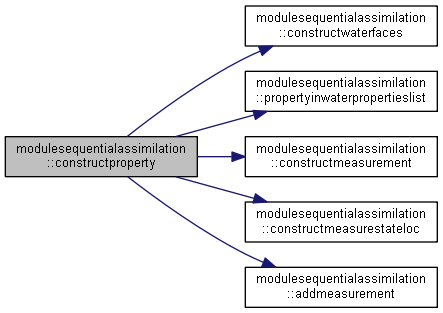 modulesequentialassimilation
::constructwaterfaces
modulesequentialassimilation
::propertyinwaterpropertieslist
modulesequentialassimilation
::constructproperty
modulesequentialassimilation
::constructmeasurement
modulesequentialassimilation
::constructmeasurestateloc
modulesequentialassimilation
::addmeasurement